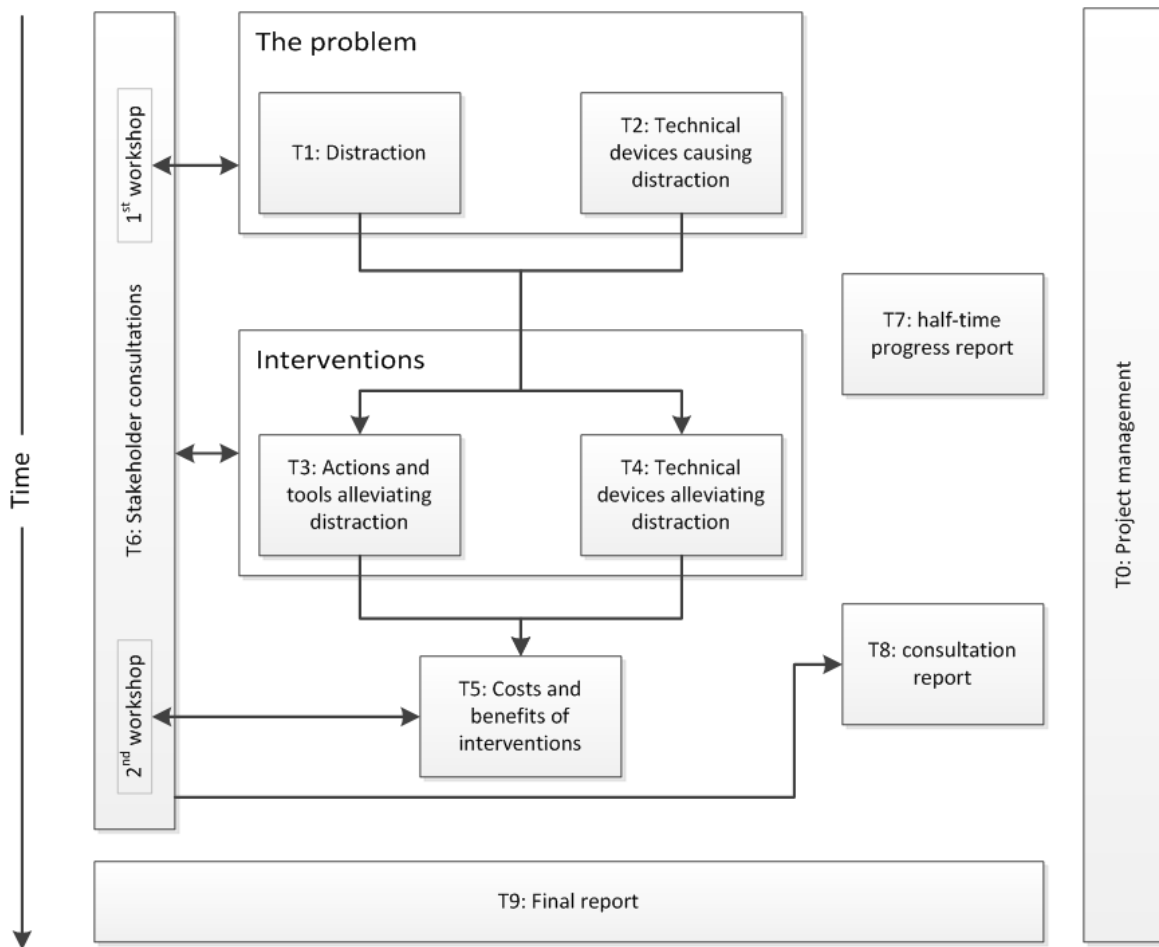 The problem
T1: Distraction
T2: Technical
devices causing
distraction
1st workshop
T7: half-time
progress report
Interventions
T3: Actions and
tools alleviating
distraction
T4: Technical
devices alleviating
distraction
T6: Stakeholder consultations
Time
T0: Project management
T8: consultation
report
T5: Costs and
benefits of
interventions
2nd workshop
T9: Final report